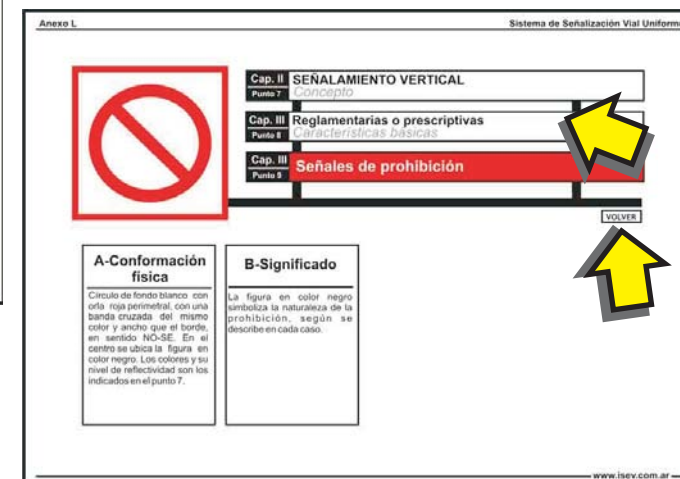 Anexo L
Sistema de Señalización Vial Uniforme
Cap. II SEÑALAMIENTO VERTICAL
Punto 7 Concepto
Cap. III Reglamentarias o prescriptivas
Punto 8 Características básicas
Cap. III Señales de prohibición
Punto 9
VOLVER
A-Conformación
física
Círculo de fondo blanco con
orla roja perimetral, con una
banda cruzada del mismo
color y ancho que el borde,
en sentido NO-SE. En el
centro se ubica la figura en
color negro. Los colores y su
nivel de reflectividad son los
indicados en el punto 7.
B-Significado
La figura en color negro
simboliza la naturaleza de la
prohibición, según se
describe en cada caso.
www.isev.com.ar